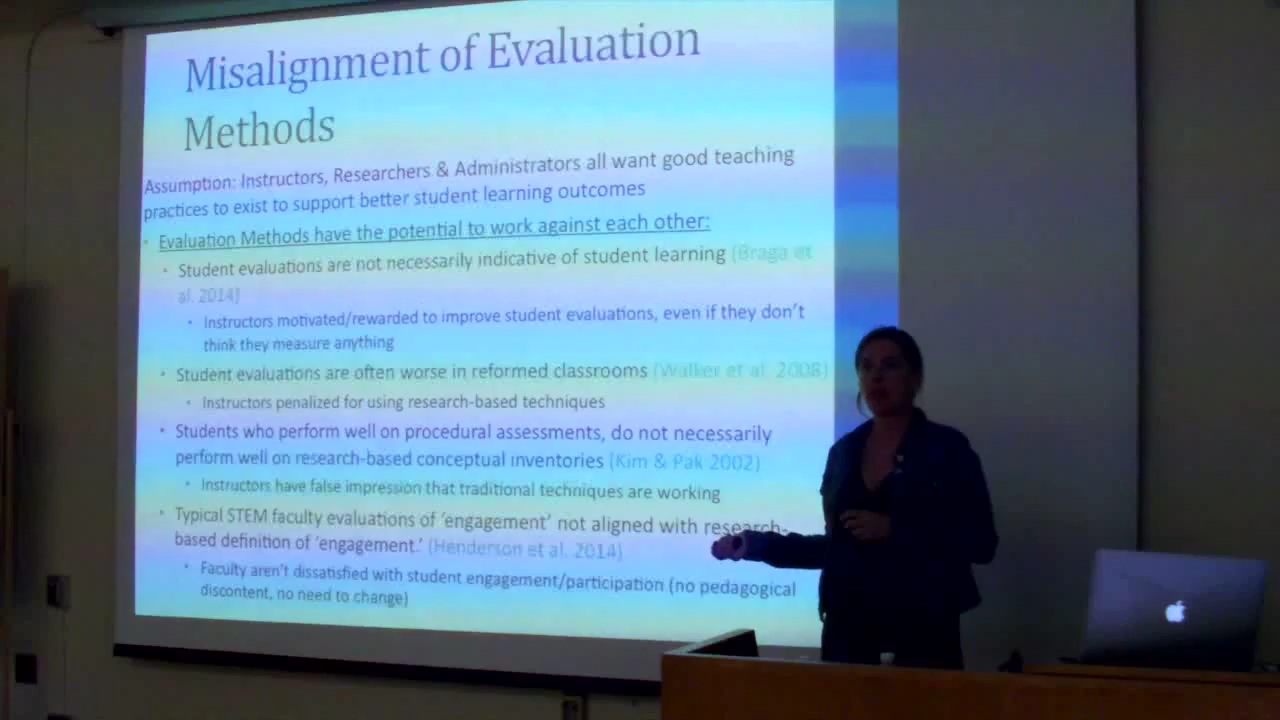 Misalignment of Evaluation
Methods
Assumption: Instructors, Researchers & Administrators all want good teaching
practices to exist to support better student learning outcomes
• Evaluation Methods have the potential to work against each other:
• Student evaluations are not necessarily indicative of student learning (Braga et
al. 2014)
• Instructors motivated/rewarded to improve student evaluations, even if they don't
think they measure anything
• Student evaluations are often worse in reformed classrooms (Walker et al. 2008)
• Instructors penalized for using research-based techniques
• Students who perform well on procedural assessments, do not necessarily
perform well on research-based conceptual inventories (Kim & Pak 2002)
• Instructors have false impression that traditional techniques are working
• Typical STEM faculty evaluations of 'engagement' not aligned with research-
based definition of 'engagement.' (Henderson et al. 2014)
• Faculty aren't dissatisfied with student engagement/participation (no pedagogical
discontent, no need to change)